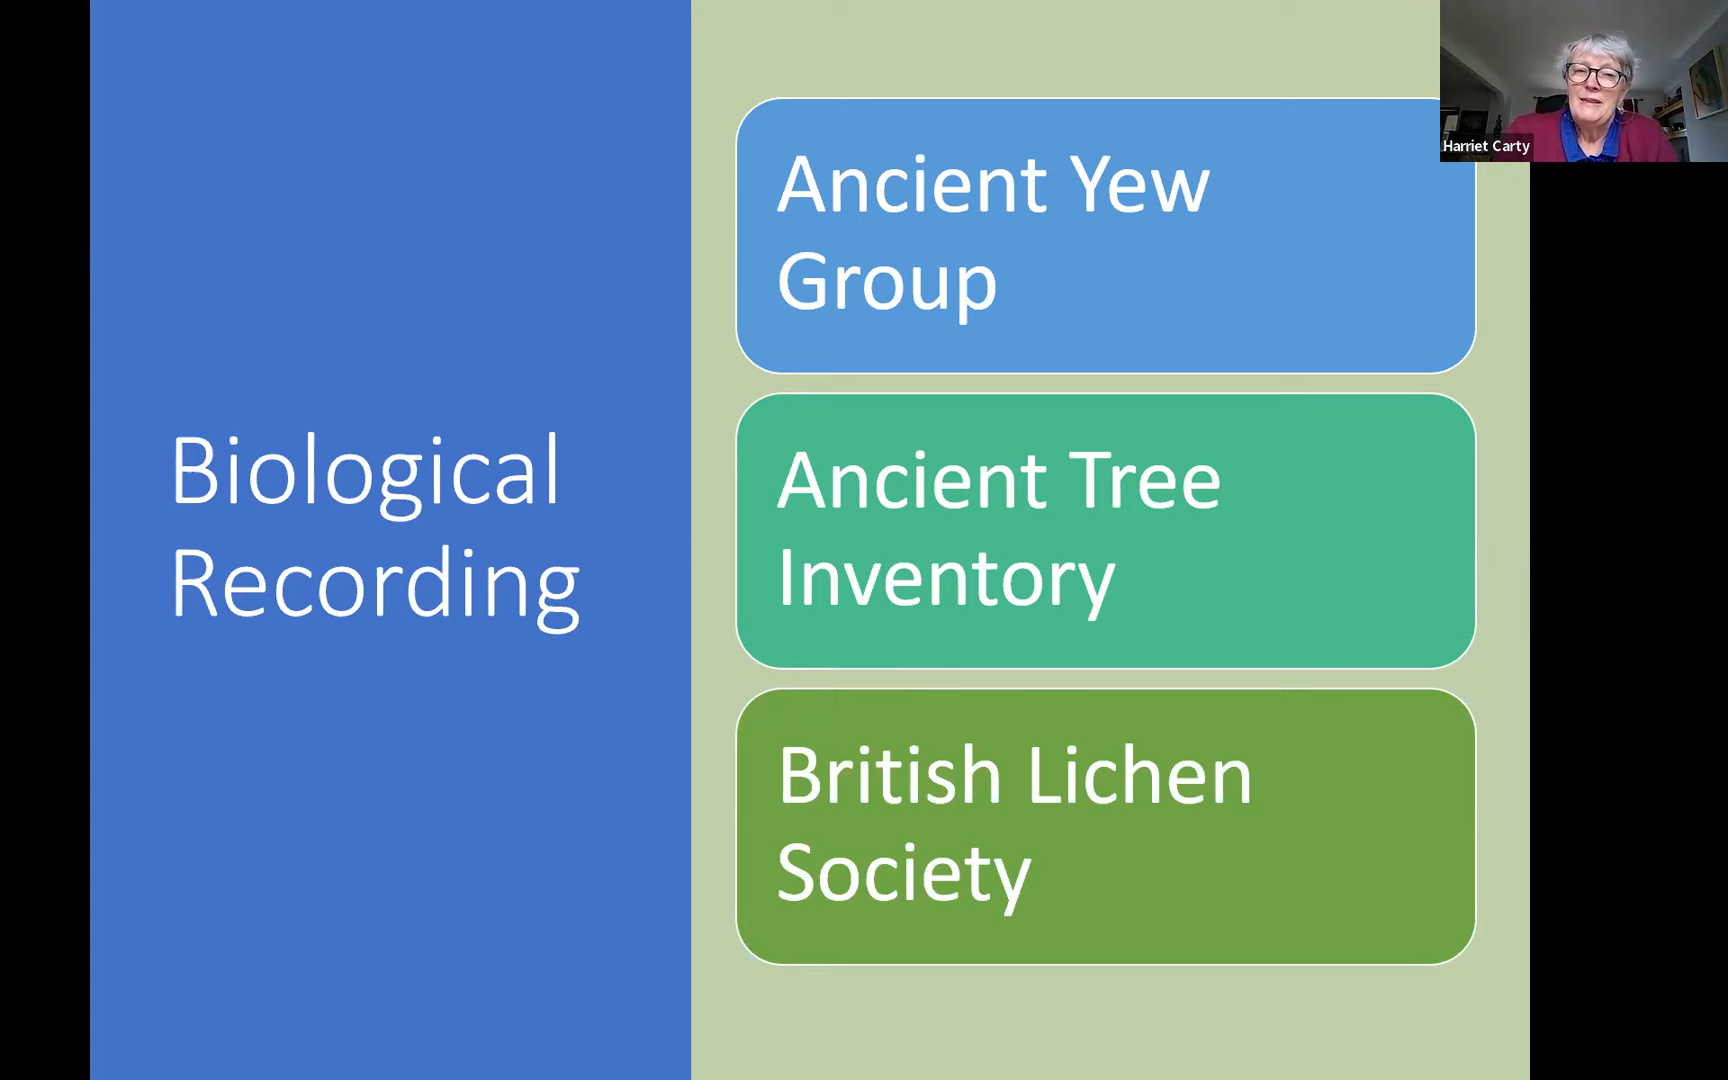 Biological
Recording
Ancient Yew
Group
Ancient Tree
Inventory
British Lichen
Society
Harriet Carty